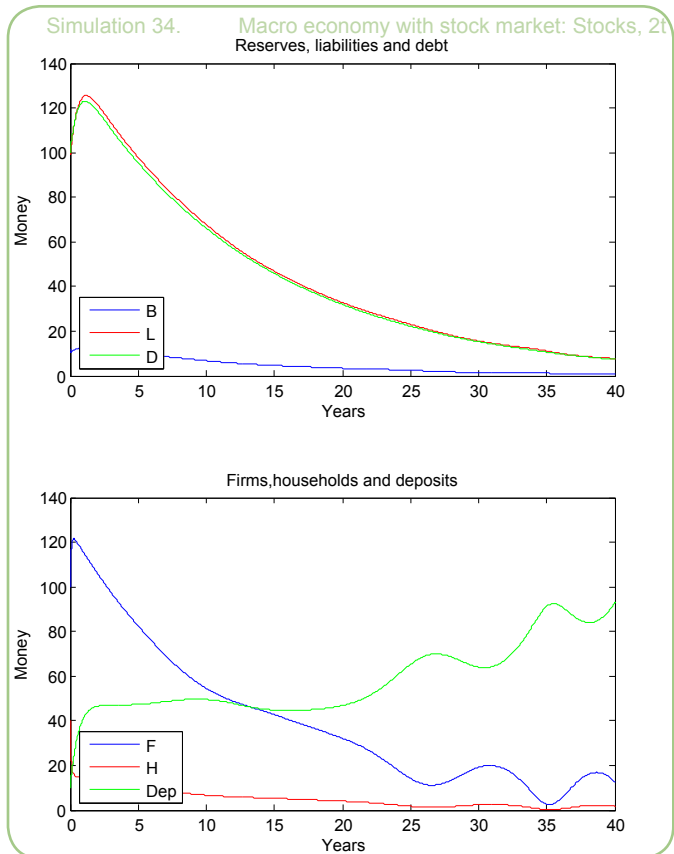 Simulation 34. Macro economy with stock market: Stocks, 2t
Reserves, liabilities and debt
140
120
100
80
60
40
20
0
Money
B
L
D
0 5 10 15 20 25 30 35 40
Years
Firms,households and deposits
140
120
100
80
60
40
20
0
Money
F
H
Dep
0 5 10 15 20 25 30 35 40
Years